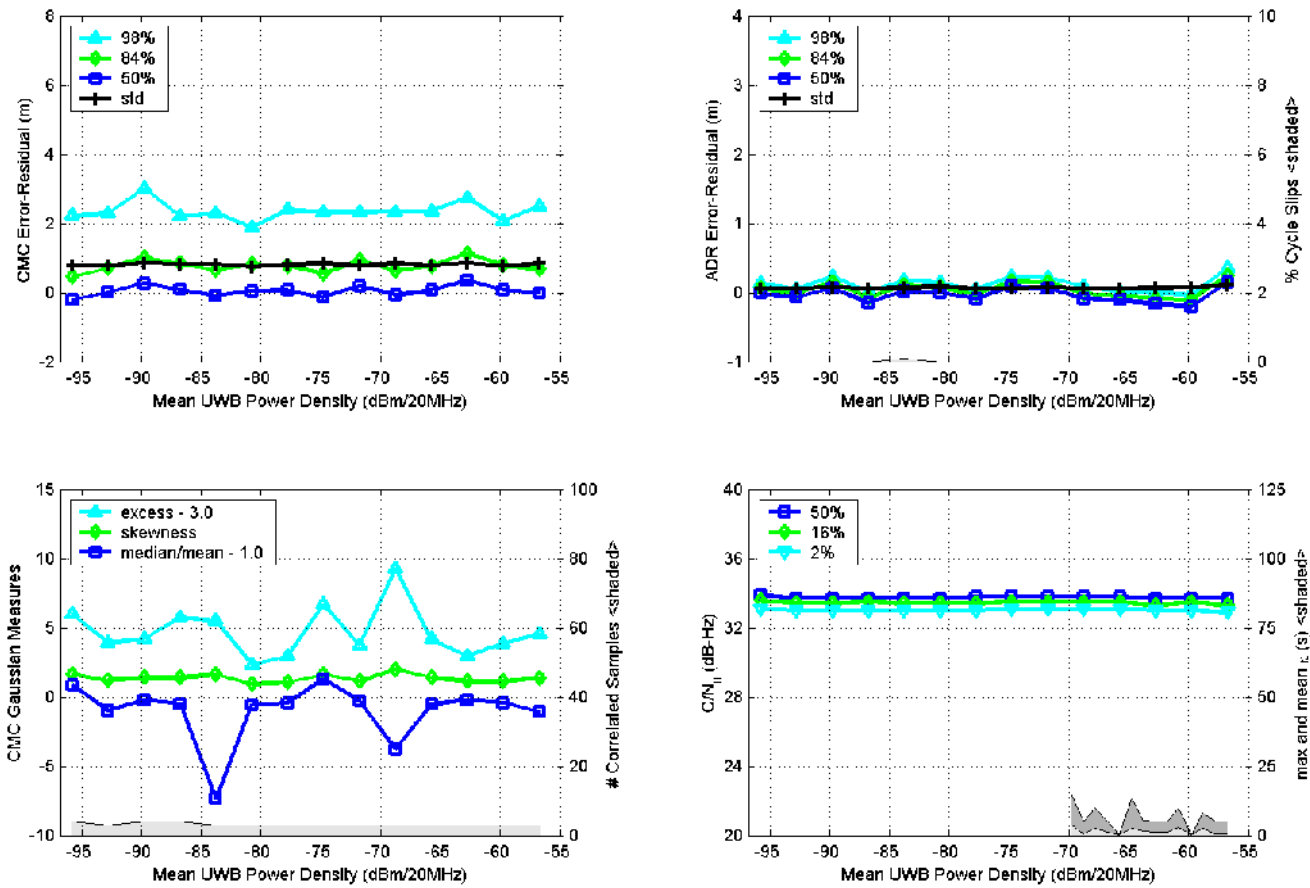 98%
84%
50%
std
CMC Error-Residual (m)
8
6
4
2
0
-2
-95 -90 -85 -80 -75 -70 -65 -60 -55
Mean UWB Power Density (dBm/20MHz)
98%
84%
50%
std
ADR Error-Residual (m)
4
3
2
1
0
-1
10
8
6
4
2
0
% Cycle Slips <shaded>
-95 -90 -85 -80 -75 -70 -65 -60 -55
Mean UWB Power Density (dBm/20MHz)
excess - 3.0
skewness
median/mean - 1.0
CMC Gaussian Measures
15
10
5
0
-5
-10
100
80
60
40
20
0
# Correlated Samples <shaded>
-95 -90 -85 -80 -75 -70 -65 -60 -55
Mean UWB Power Density (dBm/20MHz)
50%
16%
2%
(dB-Hz)
40
36
32
28
24
20
125
100
75
50
25
0
max and mean (s) <shaded>
-95 -90 -85 -80 -75 -70 -65 -60 -55
Mean UWB Power Density (dBm/20MHz)